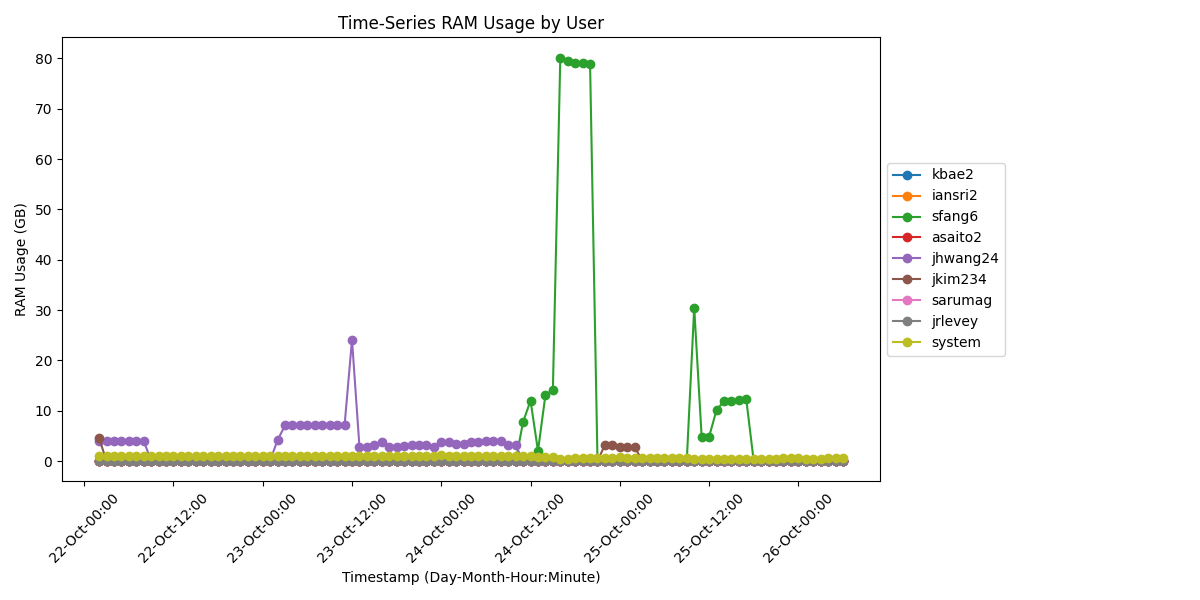 Time-Series RAM Usage by User
RAM Usage (GB)
80
70
60
50
40
30
20
10
0
22-Oct-00:00
22-Oct-12:00
23-Oct-00:00
23-Oct-12:00
24-Oct-00:00
24-Oct-12:00
25-Oct-00:00
25-Oct-12:00
26-Oct-00:00
Timestamp (Day-Month-Hour:Minute)
kbae2
iansri2
sfang6
asaito2
jhwang24
jkim234
sarumag
jrlevey
system